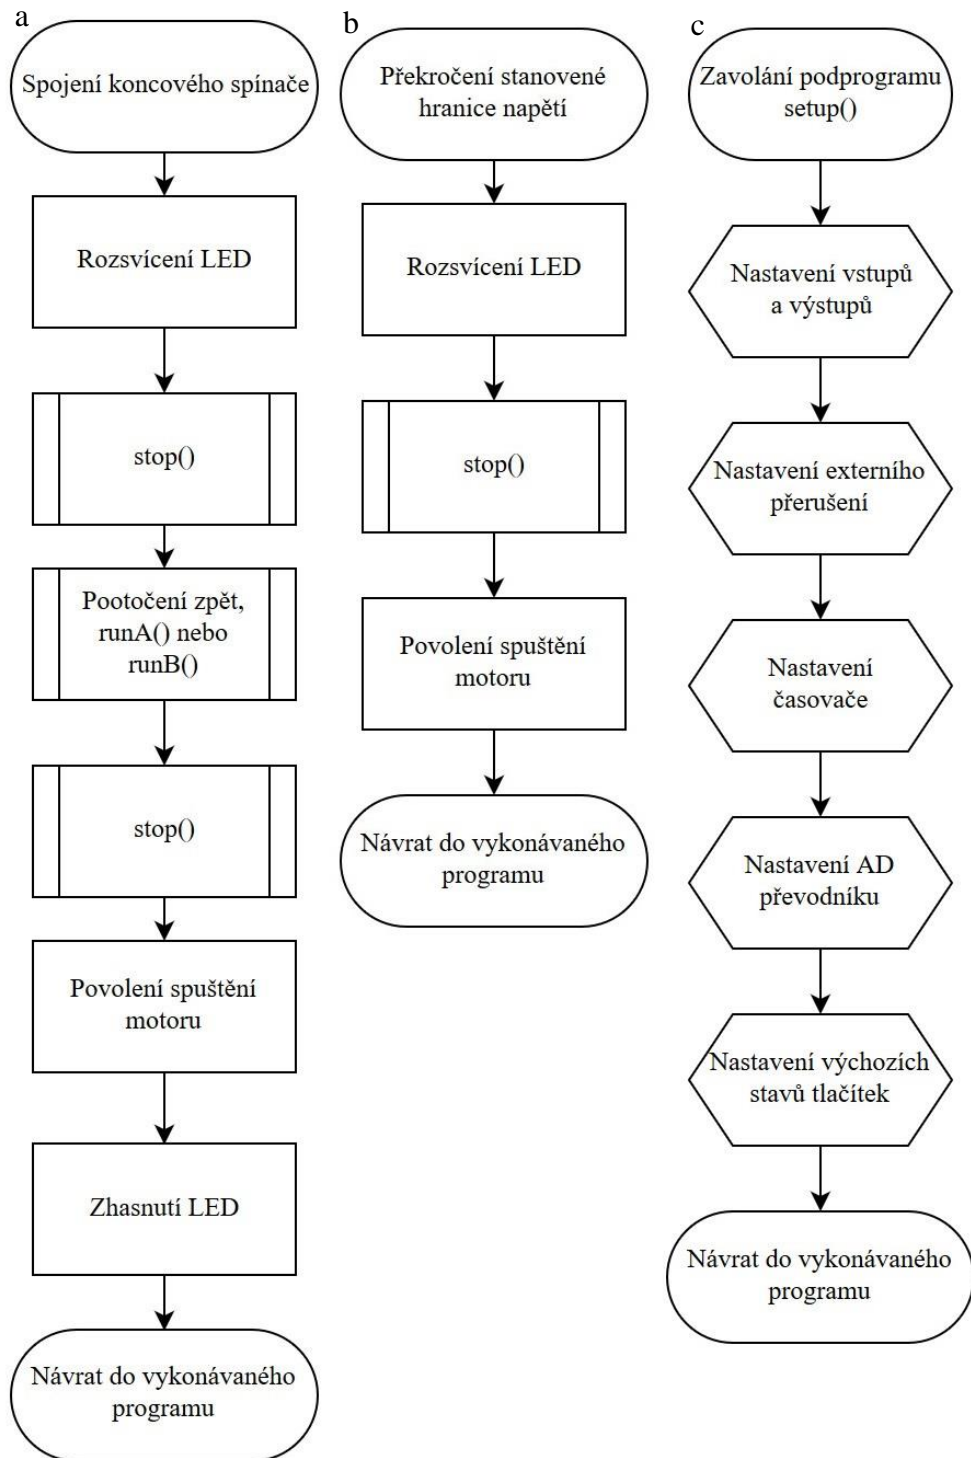 a
Spojení koncového spínače
Rozsvícení LED
stop()
Pootočení zpět,
runA() nebo
runB()
stop()
Povolení spuštění
motoru
Zhasnutí LED
Návrat do vykonávaného
programu
b
Překročení stanovené
hranice napětí
Rozsvícení LED
stop()
Povolení spuštění
motoru
Návrat do vykonávaného
programu
c
Zavolání podprogramu
setup()
Nastavení vstupů
a výstupů
Nastavení externího
přerušení
Nastavení
časovače
Nastavení AD
převodníku
Nastavení výchozích
stavů tlačítek
Návrat do vykonávaného
programu